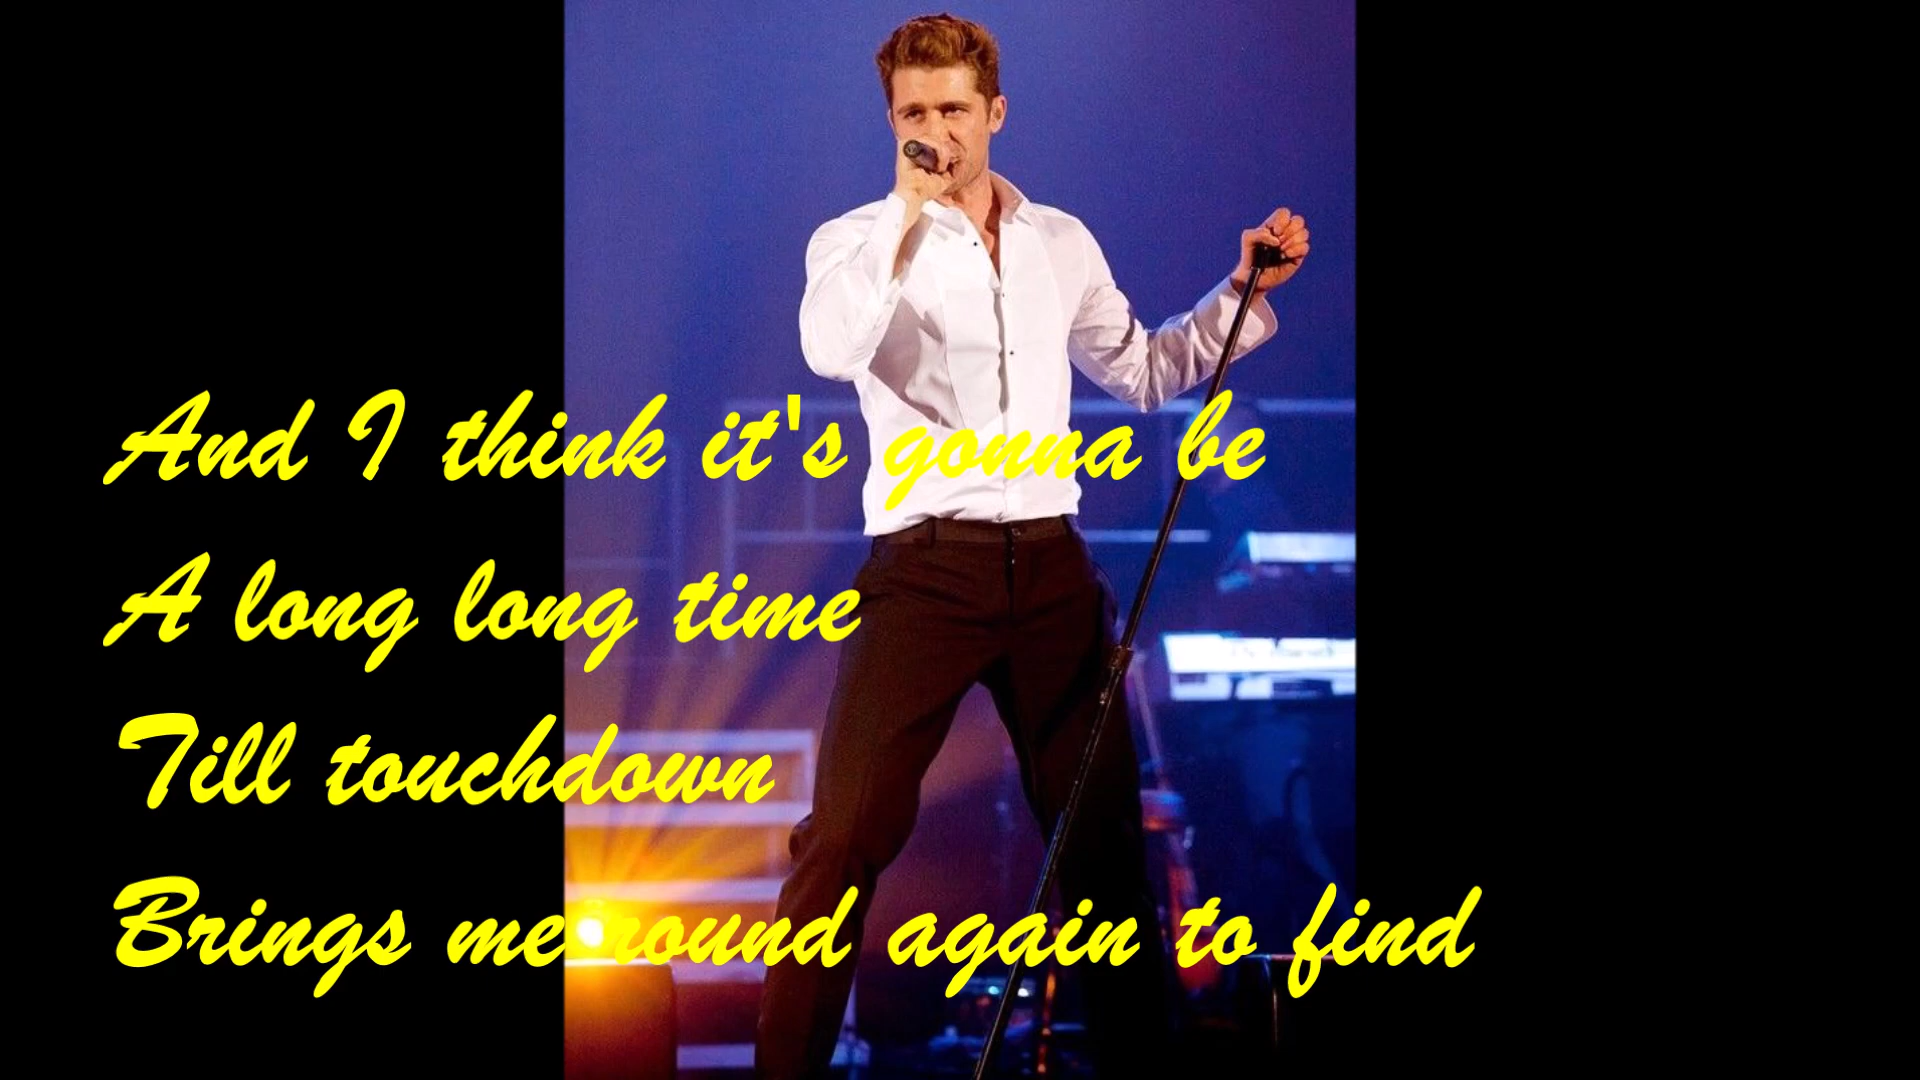 And I think it's gonna be
A long long time
Till touchdown
Brings me round again to find